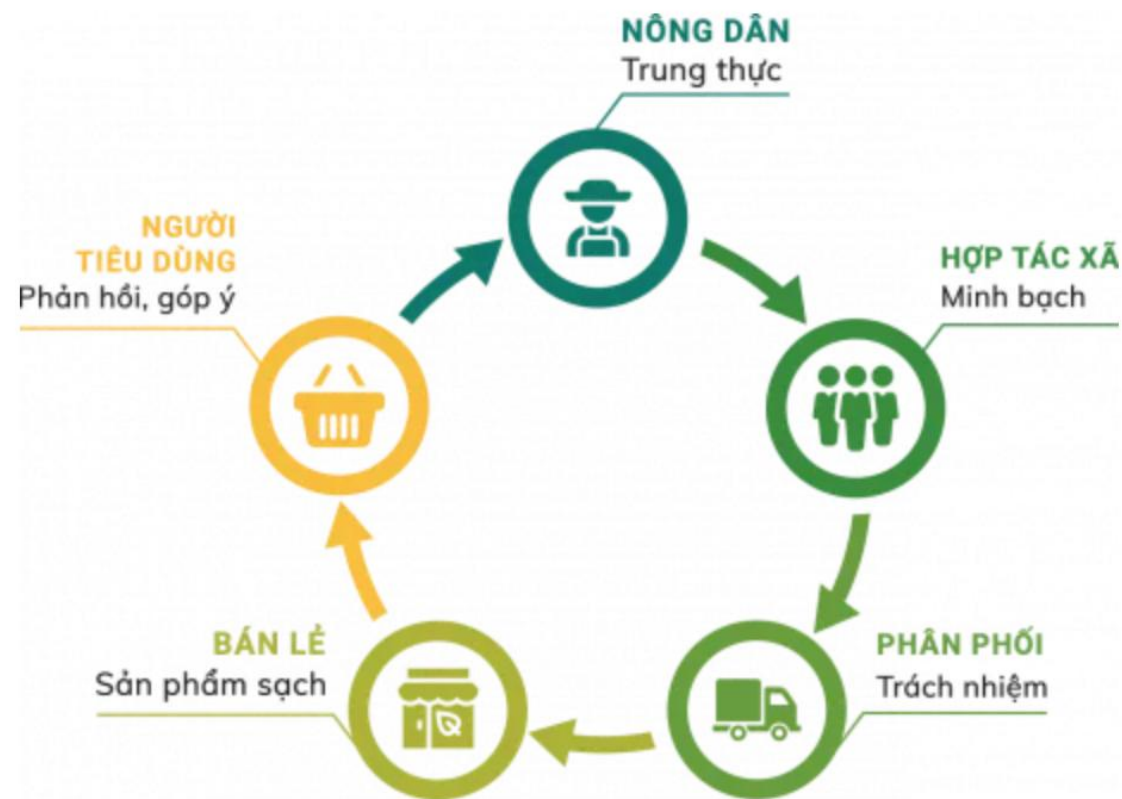 NÔNG DÂN
Trung thực
HỢP TÁC XÃ
Minh bạch
PHÂN PHỐI
Trách nhiệm
BÁN LẺ
Sản phẩm sạch
NGƯỜI
TIÊU DÙNG
Phản hồi, góp ý